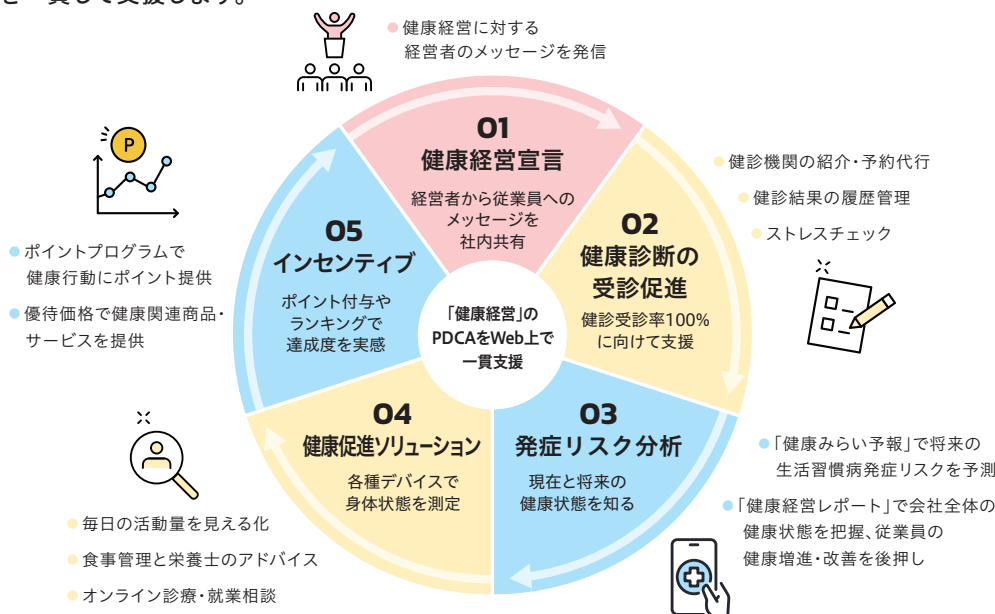 を一貫して支援します。
健康経営に対する
経営者のメッセージを発信
01
健康経営宣言
経営者から従業員への
メッセージを
社内共有
02
健康診断の
受診促進
健診受診率100%
に向けて支援
健診機関の紹介・予約代行
健診結果の履歴管理
ストレスチェック
03
発症リスク分析
現在と将来の
健康状態を知る
「健康みらい予報」で将来の
生活習慣病発症リスクを予測
「健康経営レポート」で会社全体の
健康状態を把握、従業員の
健康増進・改善を後押し
04
健康促進ソリューション
各種デバイスで
身体状態を測定
毎日の活動量を見える化
食事管理と栄養士のアドバイス
オンライン診療・就業相談
05
インセンティブ
ポイント付与や
ランキングで
達成度を実感
P
ポイントプログラムで
健康行動にポイント提供
優待価格で健康関連商品・
サービスを提供
「健康経営」の
PDCAをWeb上で
一貫支援